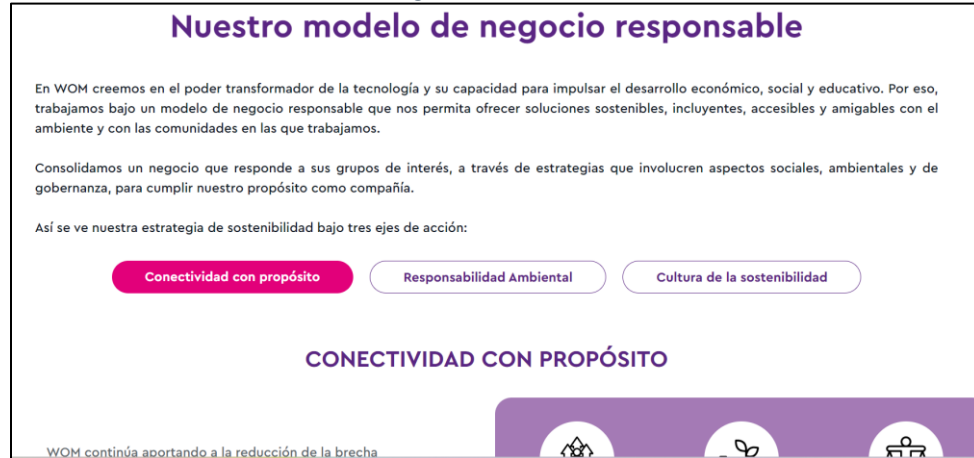 Nuestro modelo de negocio responsable
En WOM creemos en el poder transformador de la tecnología y su capacidad para impulsar el desarrollo económico, social y educativo. Por eso,
trabajamos bajo un modelo de negocio responsable que nos permita ofrecer soluciones sostenibles, incluyentes, accesibles y amigables con el
ambiente y con las comunidades en las que trabajamos.
Consolidamos un negocio que responde a sus grupos de interés, a través de estrategias que involucren aspectos sociales, ambientales y de
gobernanza, para cumplir nuestro propósito como compañía.
Así se ve nuestra estrategia de sostenibilidad bajo tres ejes de acción:
Conectividad con propósito
Responsabilidad Ambiental
Cultura de la sostenibilidad
CONECTIVIDAD CON PROPÓSITO
WOM continúa aportando a la reducción de la brecha